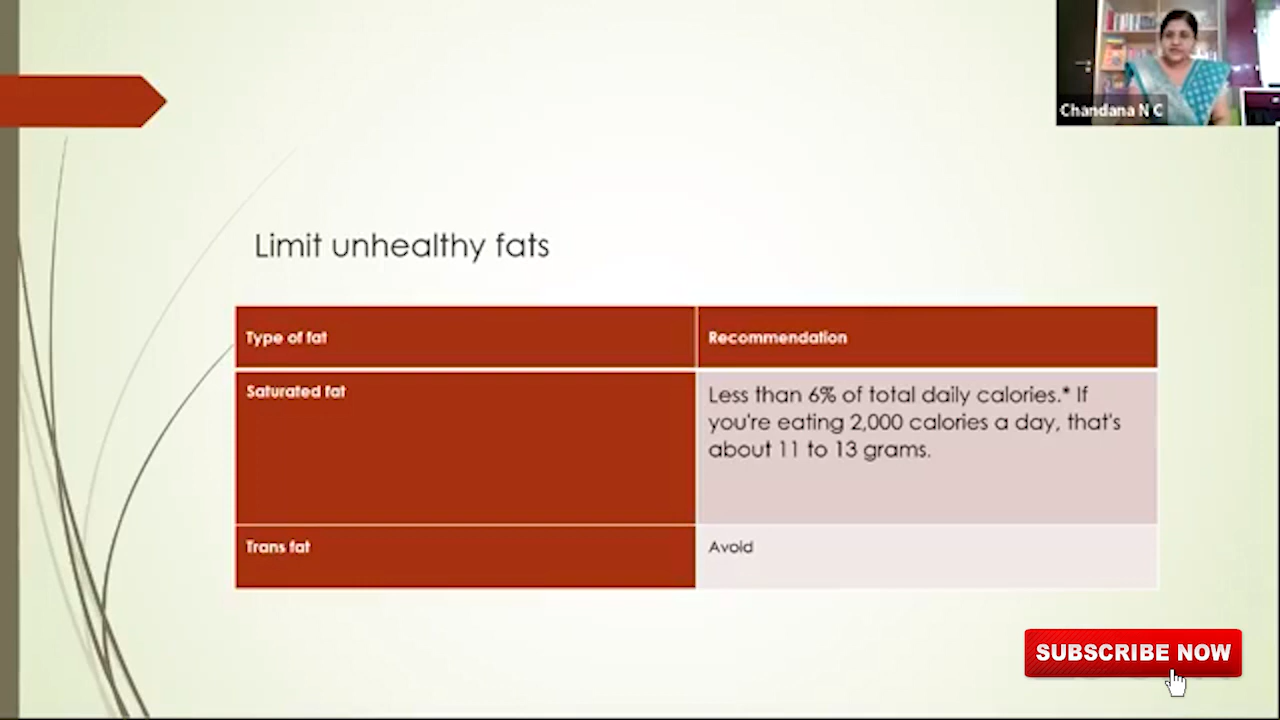 Chandana N C
Limit unhealthy fats
Type of fat
Recommendation
Saturated fat
Less than 6% of total daily calories.* If
you're eating 2,000 calories a day, that's
about 11 to 13 grams.
Trans fat
Avoid
SUBSCRIBE NOW